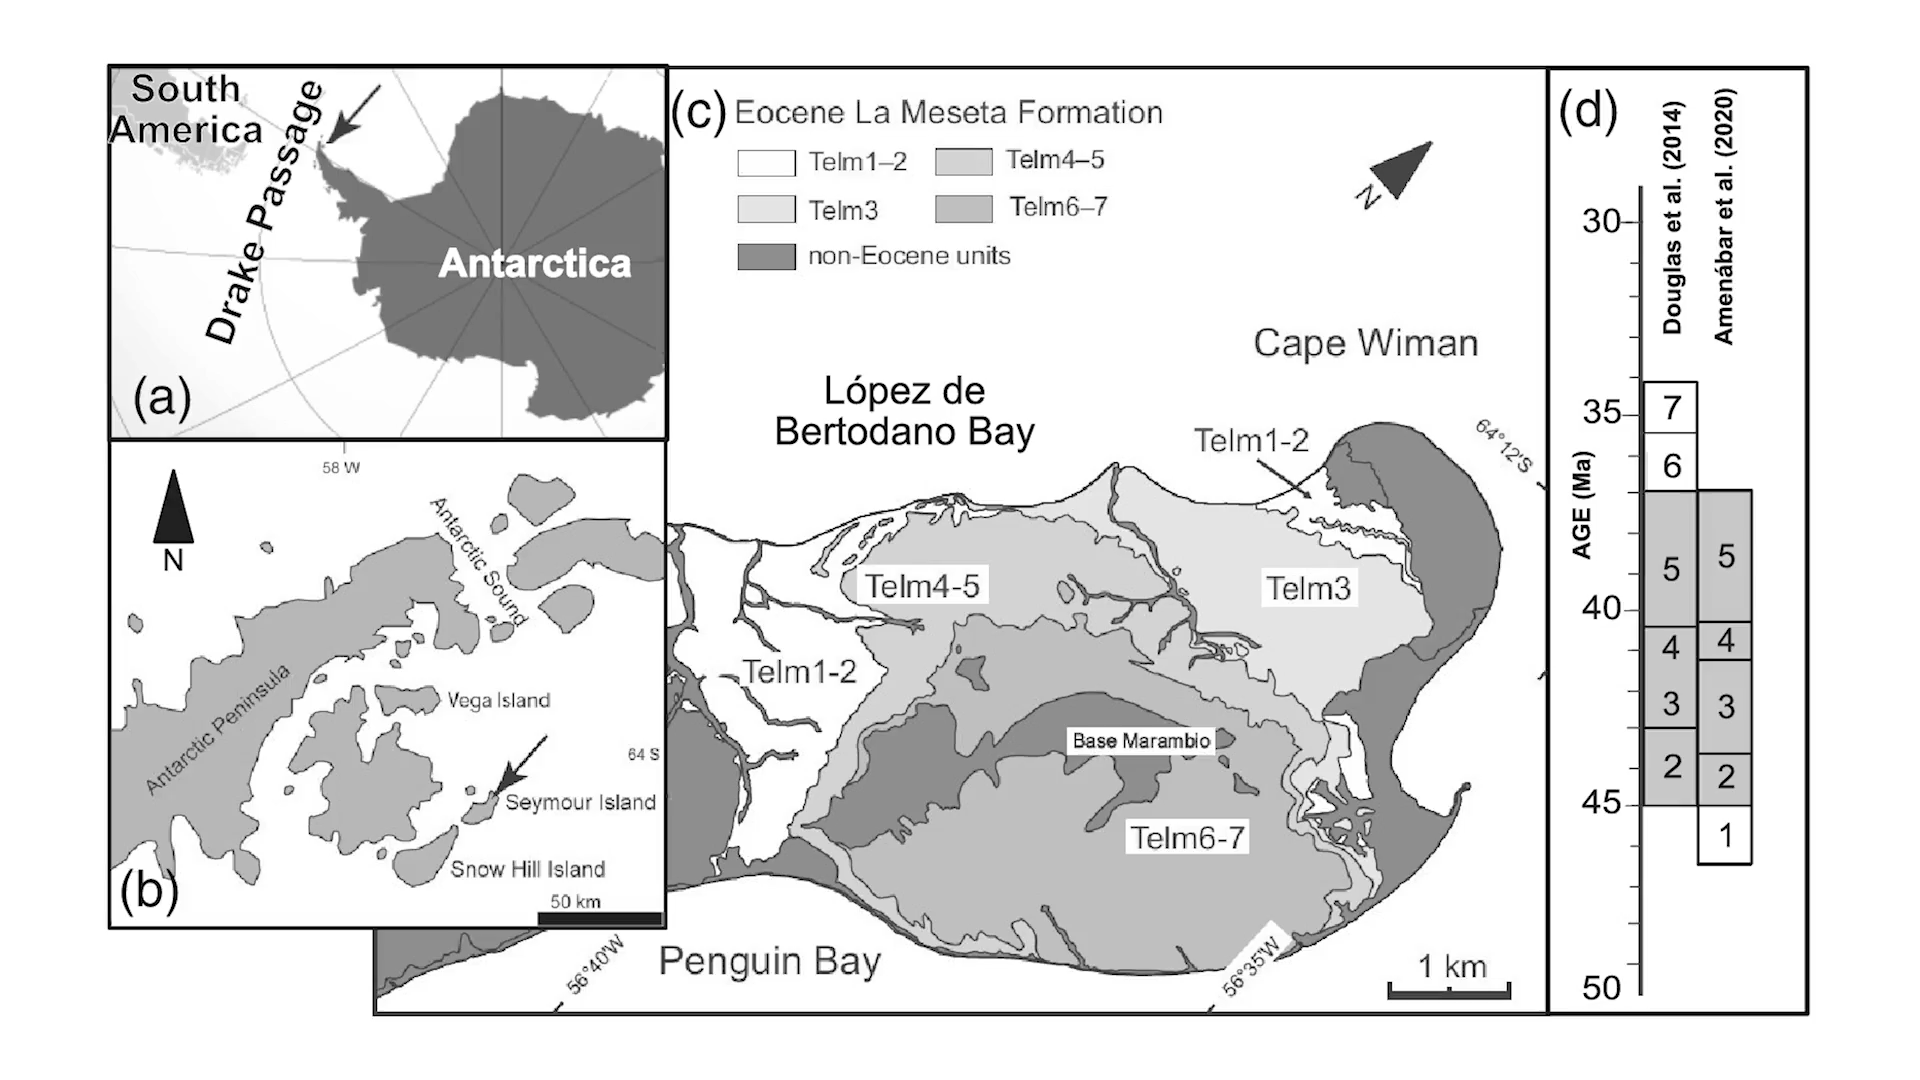 South
America
Drake Passage
Antarctica
(a)
58 W
N
Antarctic Sound
Antarctic Peninsula
Vega Island
64 S
Seymour Island
Snow Hill Island
50 km
(b)
(c)
Eocene La Meseta Formation
Telm1–2
Telm4–5
Telm3
Telm6–7
non-Eocene units
N
Cape Wiman
López de
Bertodano Bay
Telm1-2
64°12'S
Telm4-5
Telm3
Telm1-2
Base Marambio
Telm6-7
Penguin Bay
56°40'W
56°35'W
1 km
(d)
Douglas et al. (2014)
Amenábar et al. (2020)
AGE (Ma)
30
35
40
45
50
7
6
5
4
3
2
5
4
3
2
1